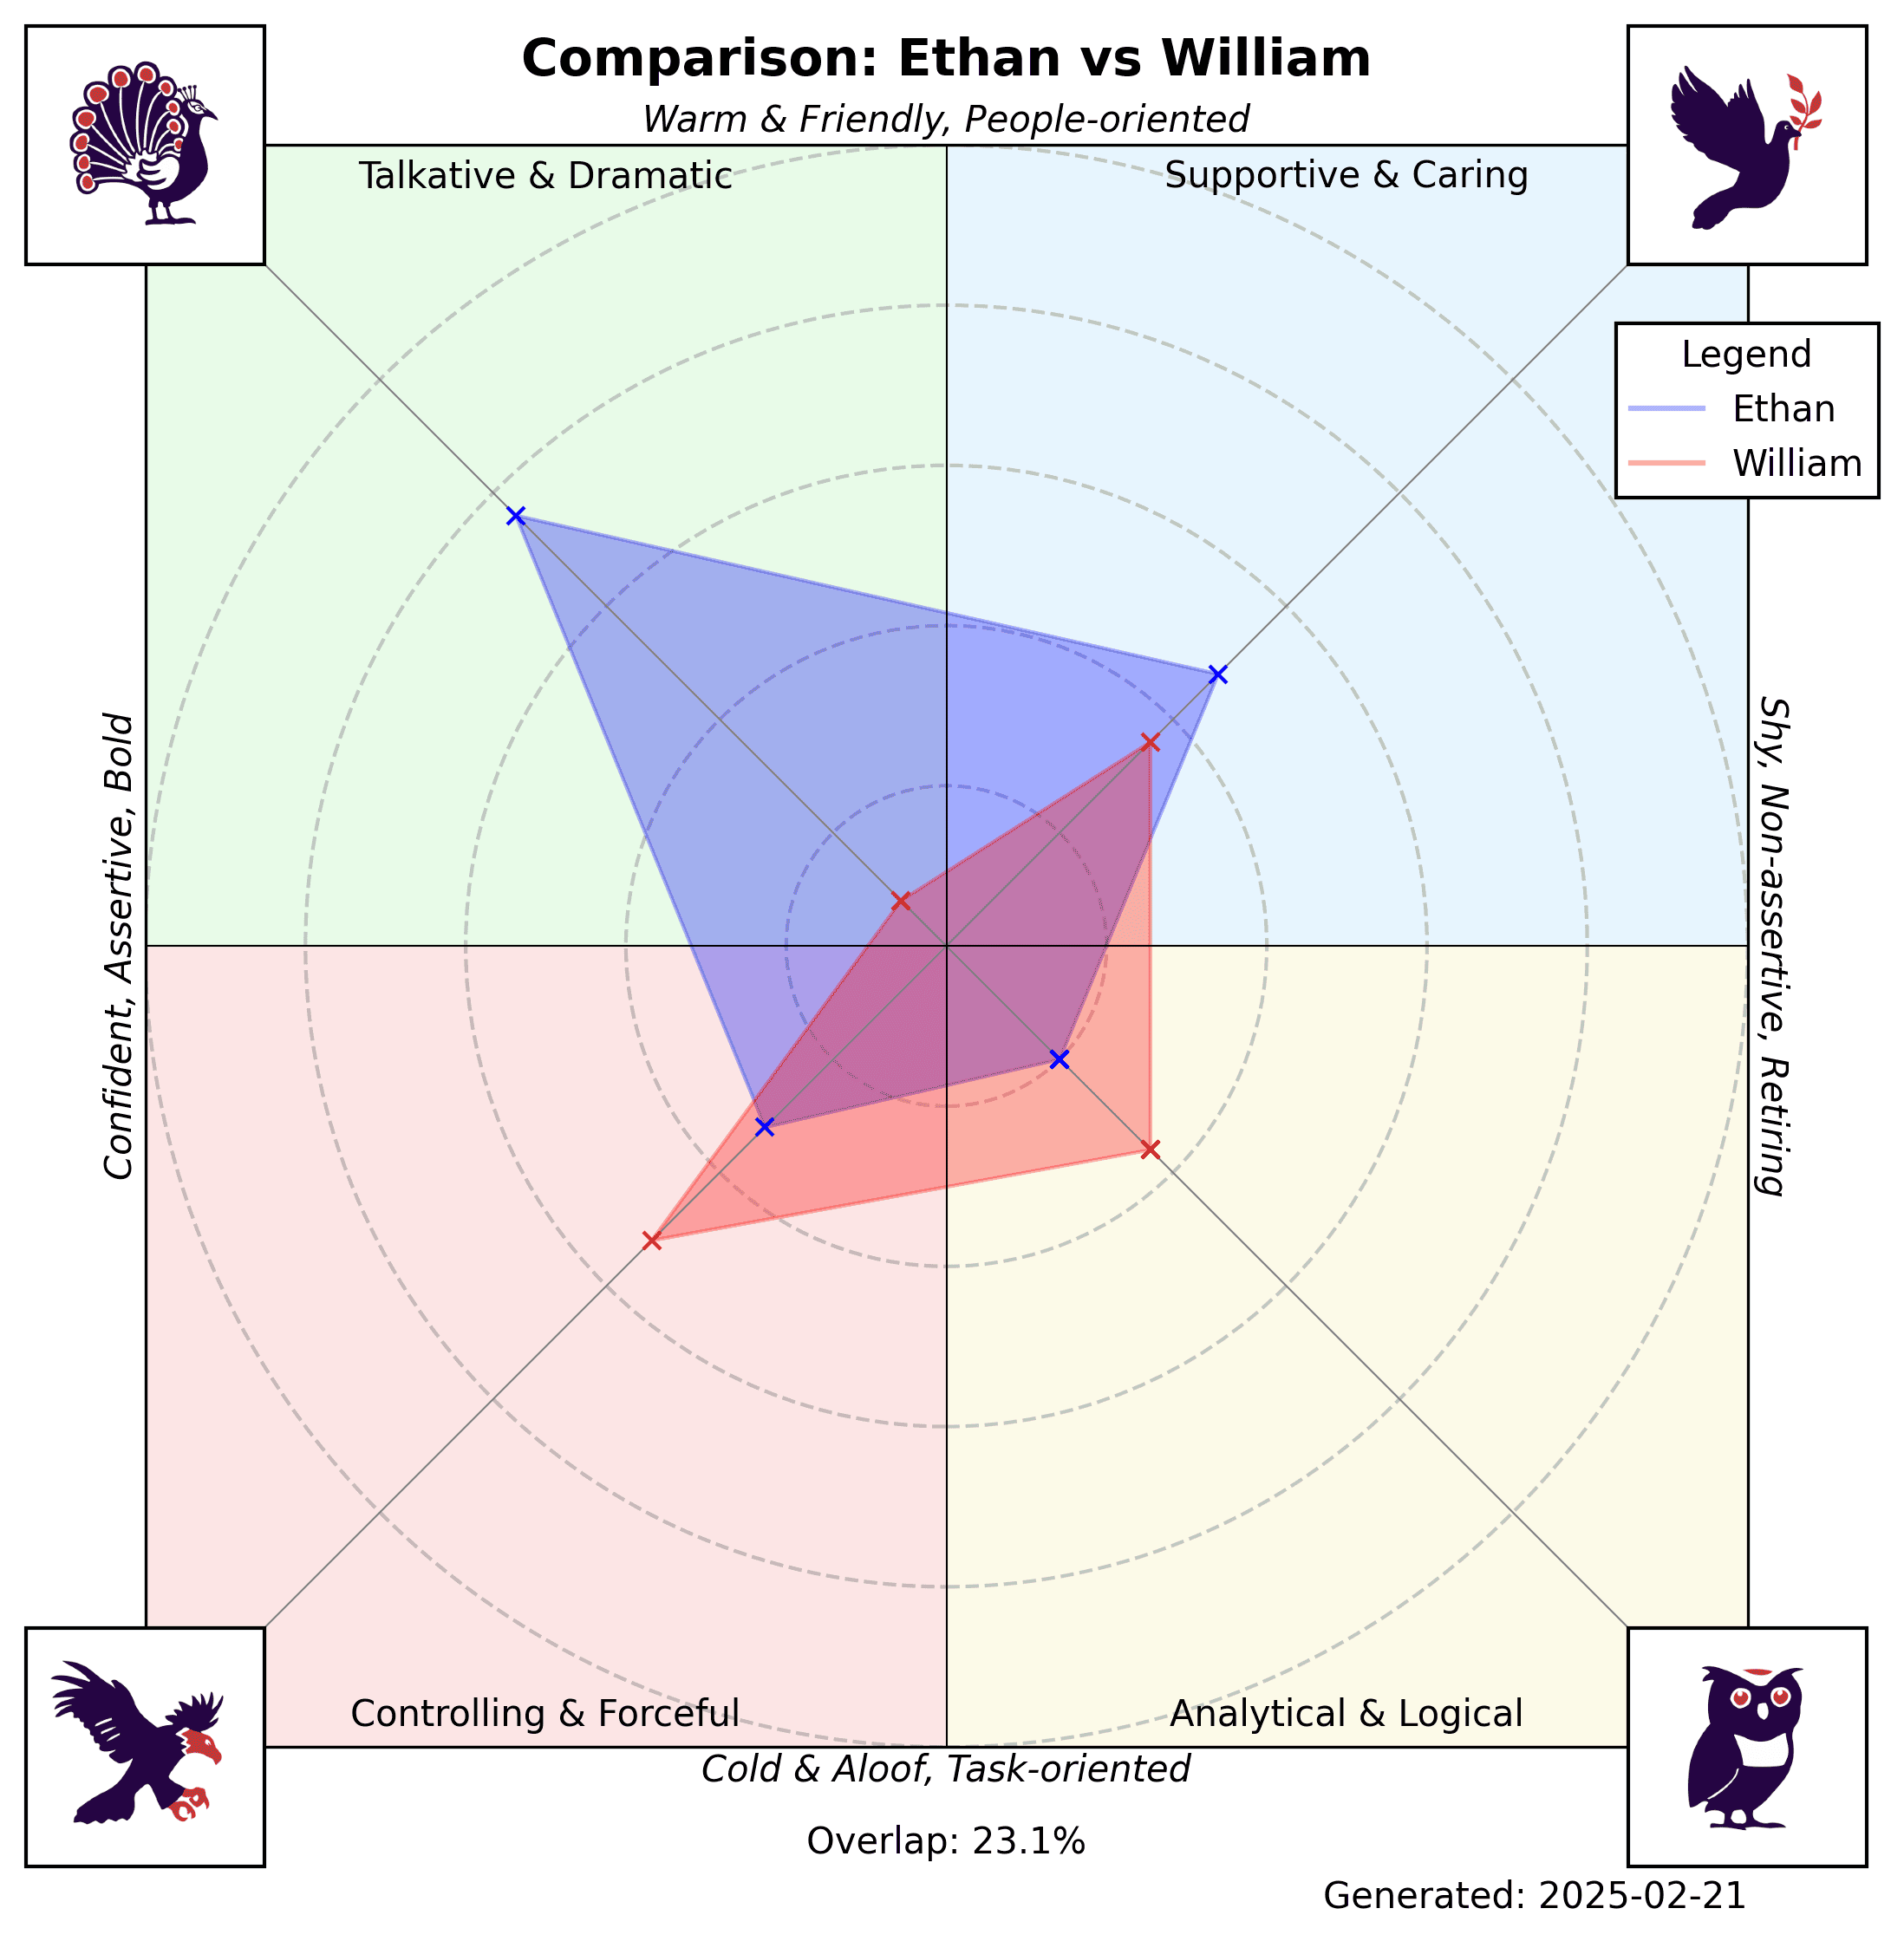 Comparison: Ethan vs William
Warm & Friendly, People-oriented
Talkative & Dramatic
Supportive & Caring
Legend
Ethan
William
Confident, Assertive, Bold
Shy, Non-assertive, Retiring
Controlling & Forceful
Analytical & Logical
Cold & Aloof, Task-oriented
Overlap: 23.1%
Generated: 2025-02-21